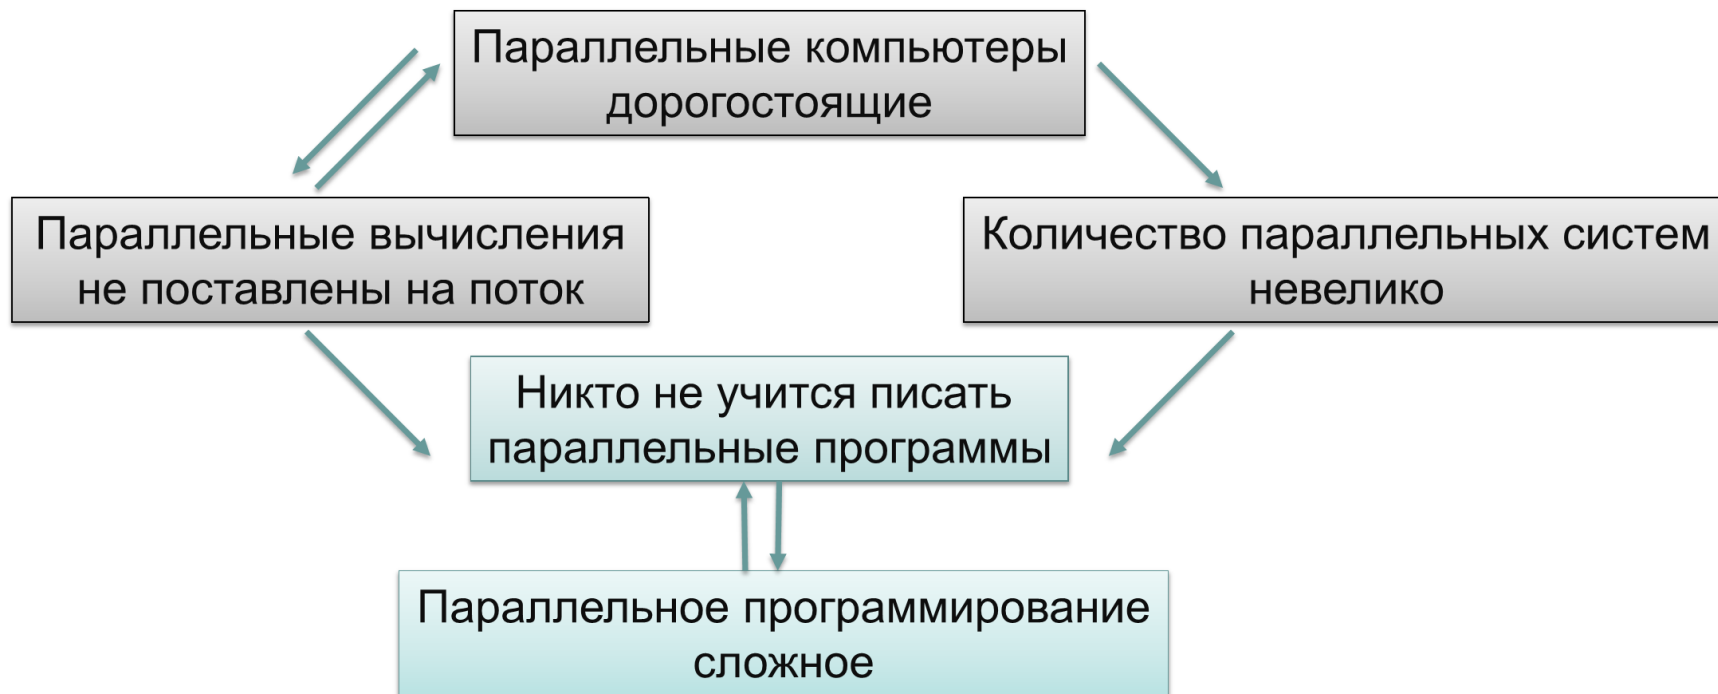 Параллельные компьютеры
дорогостоящие
Параллельные вычисления
не поставлены на поток
Количество параллельных систем
невелико
Никто не учится писать
параллельные программы
Параллельное программирование
сложное